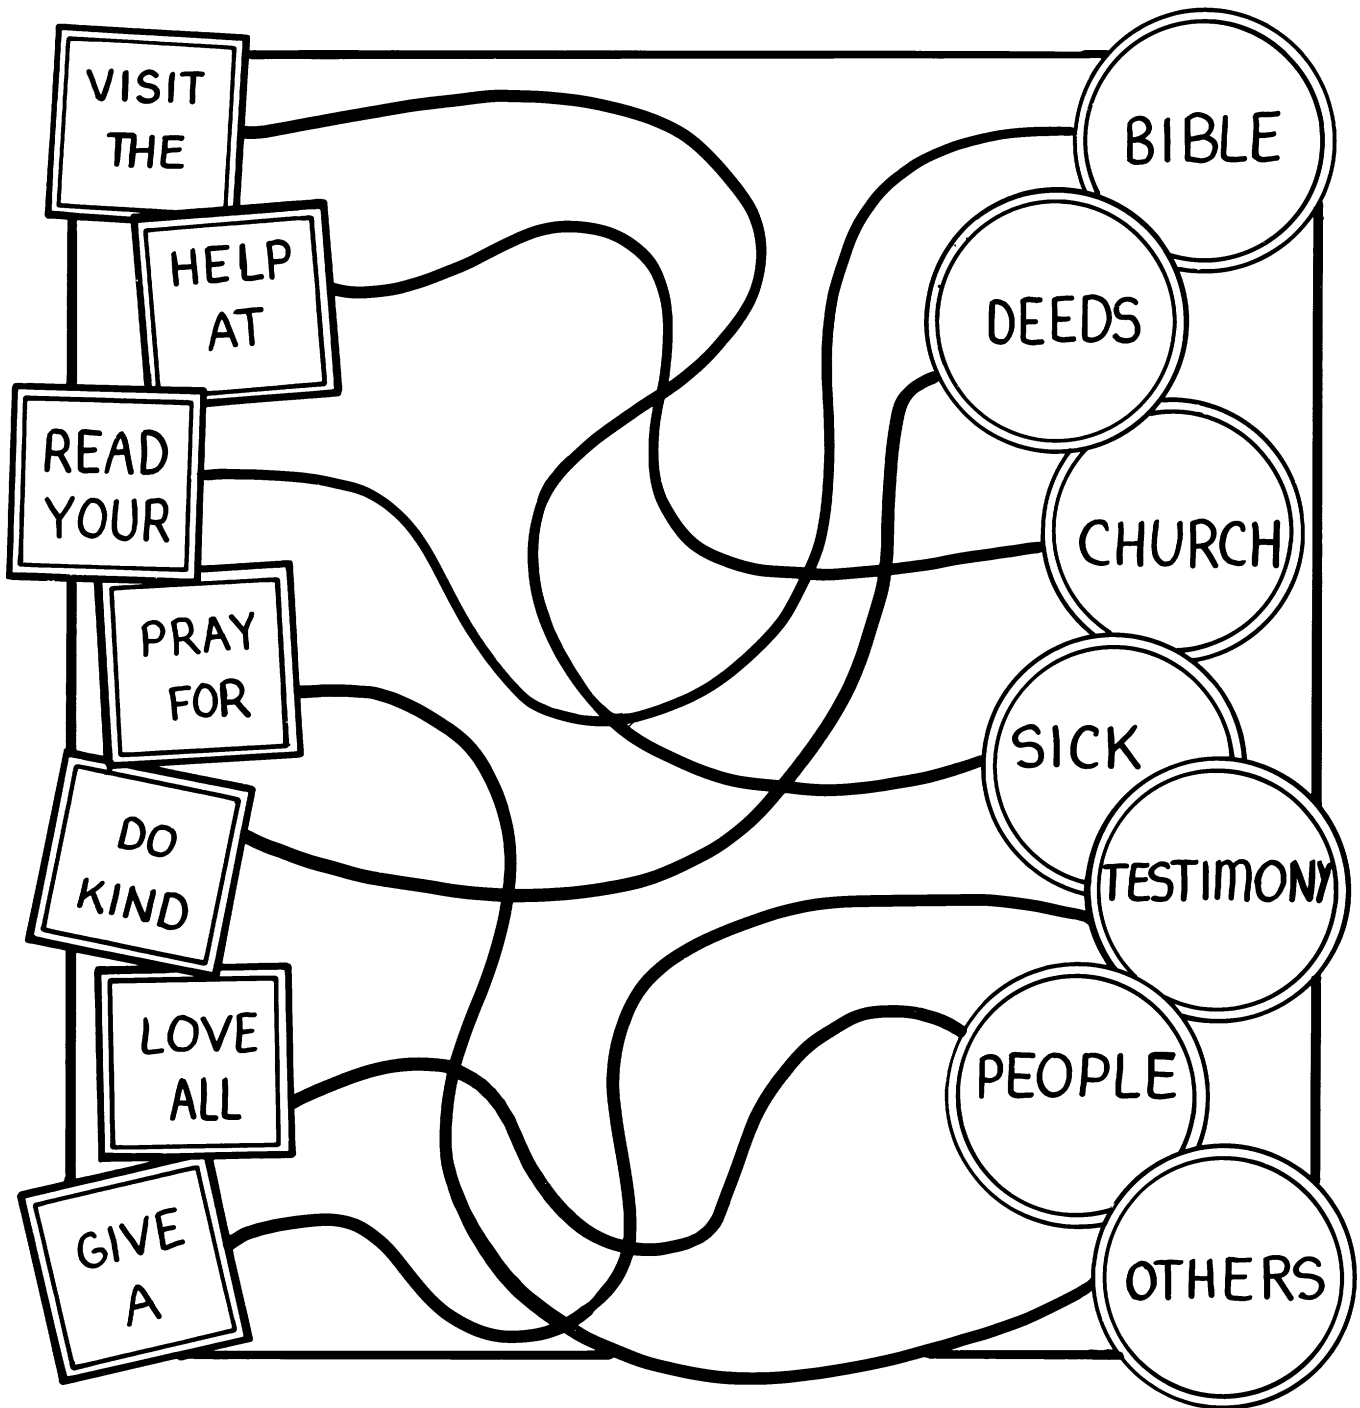 VISIT
THE
HELP
AT
READ
YOUR
PRAY
FOR
DO
KIND
LOVE
ALL
GIVE
A
BIBLE
DEEDS
CHURCH
SICK
TESTIMONY
PEOPLE
OTHERS